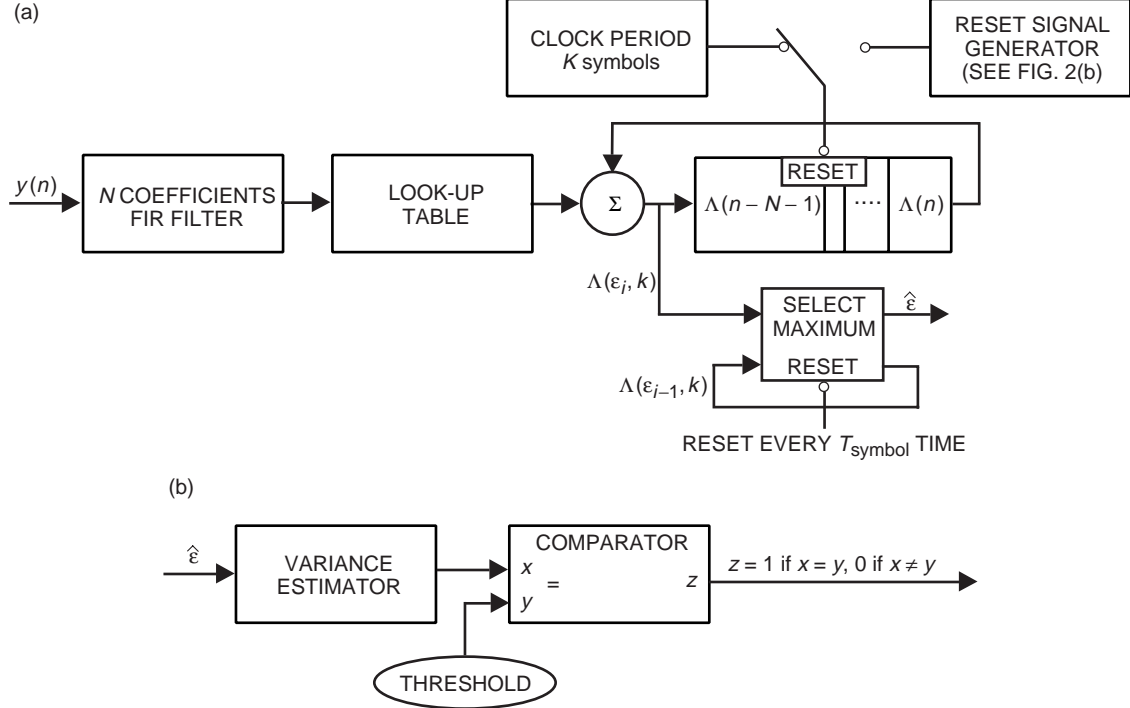 (a)
CLOCK PERIOD
K symbols
RESET SIGNAL
GENERATOR
(SEE FIG. 2(b)
y(n)
N COEFFICIENTS
FIR FILTER
LOOK-UP
TABLE
Σ
RESET
Λ(n – N – 1)
....
Λ(n)
Λ(εi, k)
SELECT
MAXIMUM
RESET
ε̂
Λ(εi–1, k)
RESET EVERY Tsymbol TIME
(b)
ε̂
VARIANCE
ESTIMATOR
COMPARATOR
x
=
y
z
z = 1 if x = y, 0 if x ≠ y
THRESHOLD